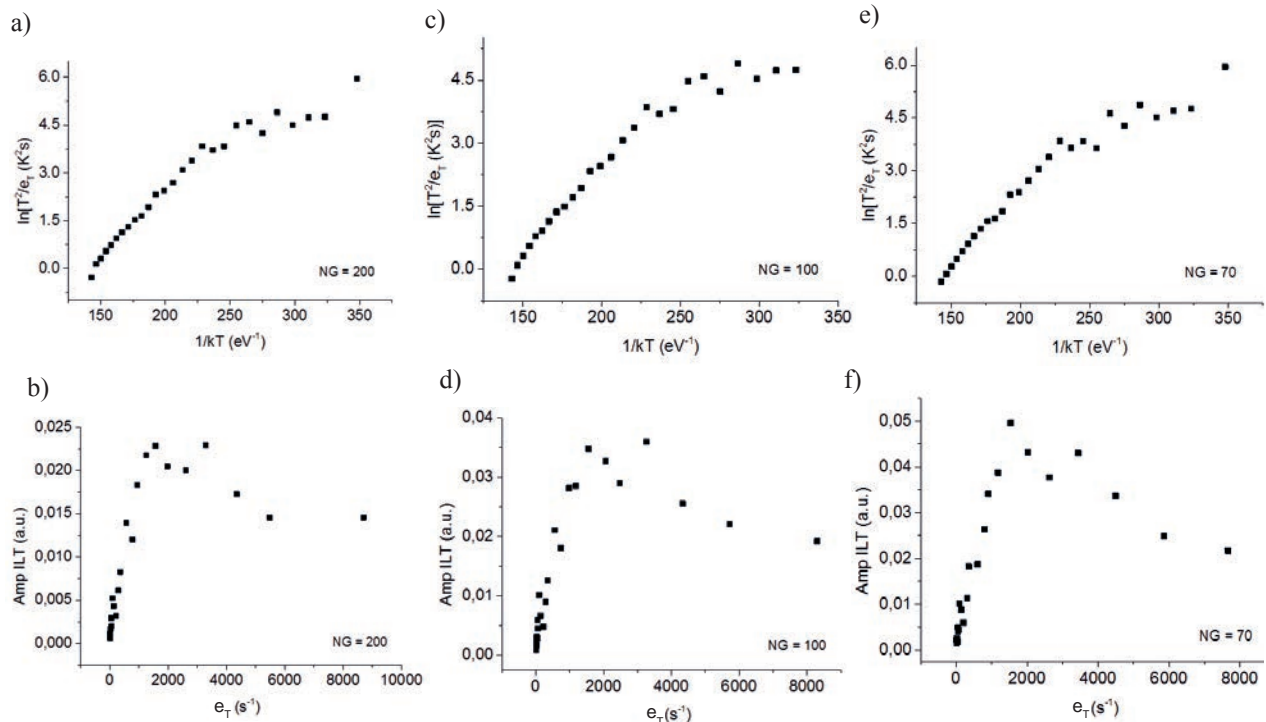 a)
6.0
4.5
3.0
1.5
0.0
ln[T²/e_T (K²s)
NG = 200
150 200 250 300 350
1/kT (eV⁻¹)
c)
4.5
3.0
1.5
0.0
ln[T²/e_T (K²s)]
NG = 100
150 200 250 300 350
1/kT (eV⁻¹)
e)
6.0
4.5
3.0
1.5
0.0
ln[T²/e_T (K²s)
NG = 70
150 200 250 300 350
1/kT (eV⁻¹)
b)
0,025
0,020
0,015
0,010
0,005
0,000
Amp ILT (a.u.)
NG = 200
0 2000 4000 6000 8000 10000
e_T (s⁻¹)
d)
0,04
0,03
0,02
0,01
0,00
Amp ILT (a.u.)
NG = 100
0 2000 4000 6000 8000
e_T(s⁻¹)
f)
0,05
0,04
0,03
0,02
0,01
0,00
Amp ILT (a.u.)
NG = 70
0 2000 4000 6000 8000
e_T (s⁻¹)